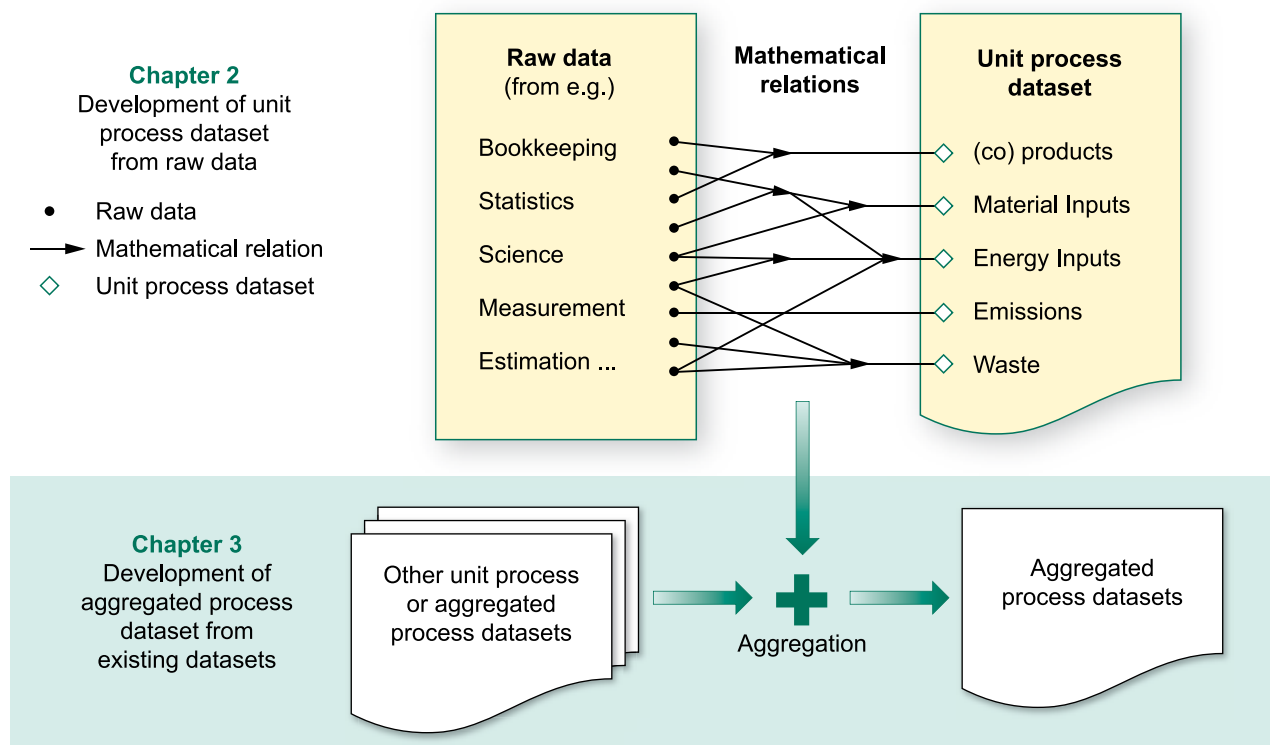 Chapter 2
Development of unit
process dataset
from raw data
Raw data
Mathematical relation
Unit process dataset
Raw data
(from e.g.)
Bookkeeping
Statistics
Science
Measurement
Estimation ...
Mathematical
relations
Unit process
dataset
(co) products
Material Inputs
Energy Inputs
Emissions
Waste
Chapter 3
Development of
aggregated process
dataset from
existing datasets
Other unit process
or aggregated
process datasets
Aggregation
Aggregated
process datasets